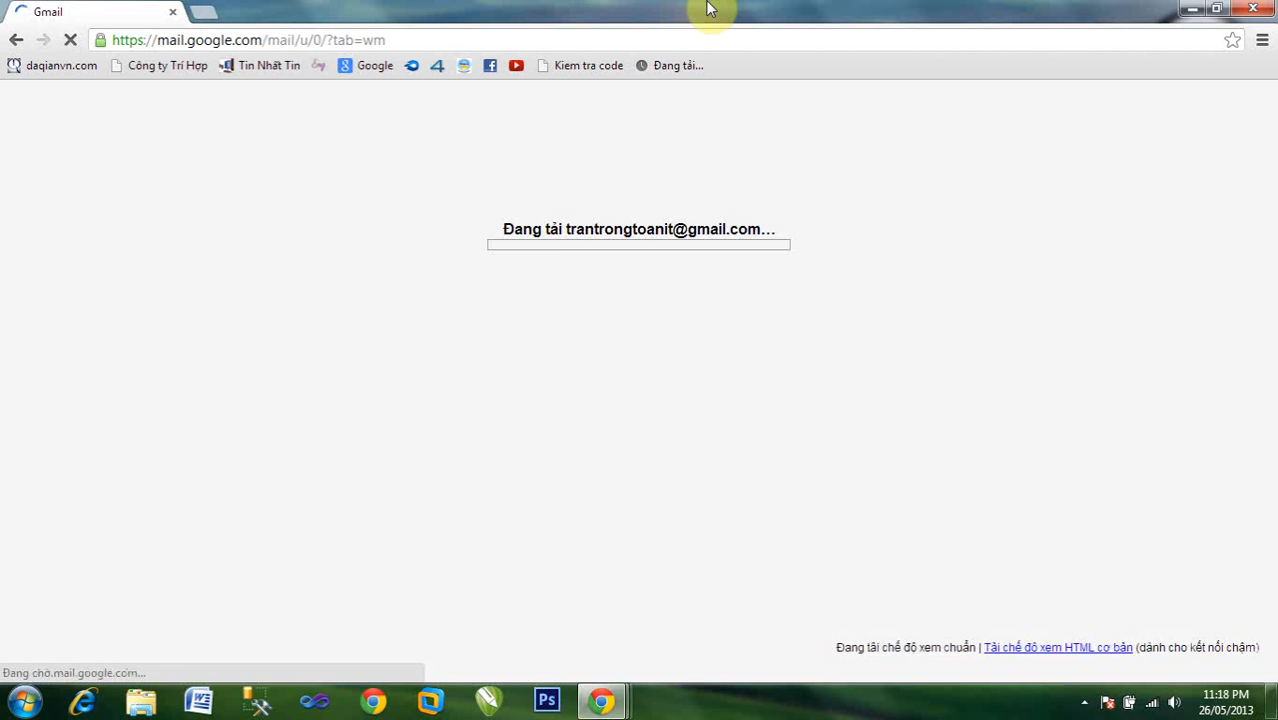 Gmail
https://mail.google.com/mail/u/0/?tab=wm
daqianvn.com
Công ty Trí Hợp
Tin Nhất Tin
Google
Kiem tra code
Đang tải...
Đang tải trantrongtoanit@gmail.com…
Đang tải chế độ xem chuẩn | Tải chế độ xem HTML cơ bản (dành cho kết nối chậm)
Đang chờ mail.google.com...
Ps
11:18 PM
26/05/2013